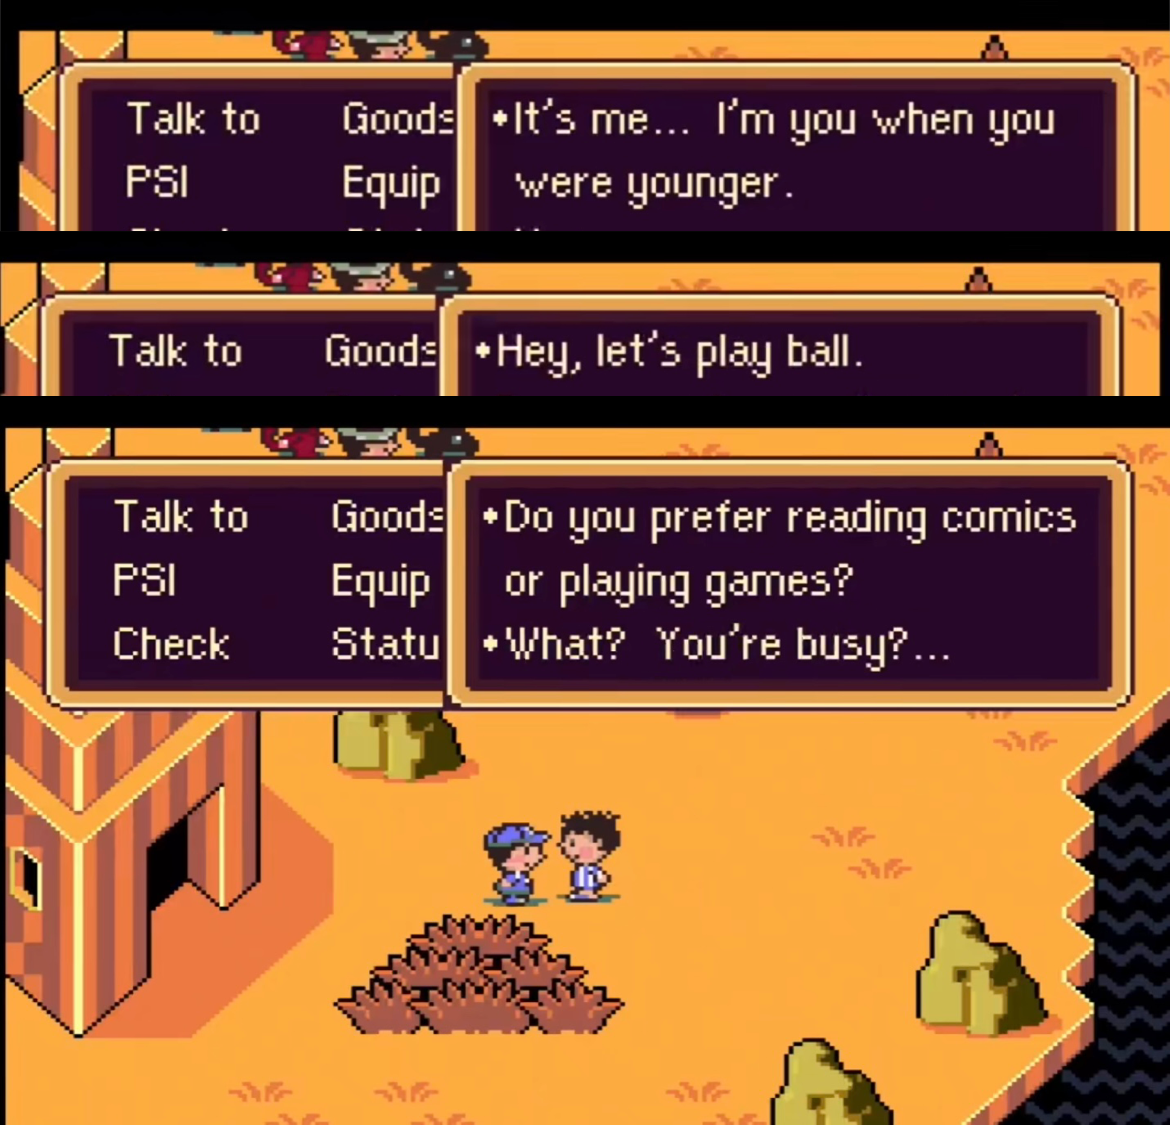 Talk to Goods
PSI Equip
•It's me... I'm you when you
were younger.
Talk to Goods
•Hey, let's play ball.
Talk to Goods
PSI Equip
Check Statu
•Do you prefer reading comics
or playing games?
•What? You're busy?...